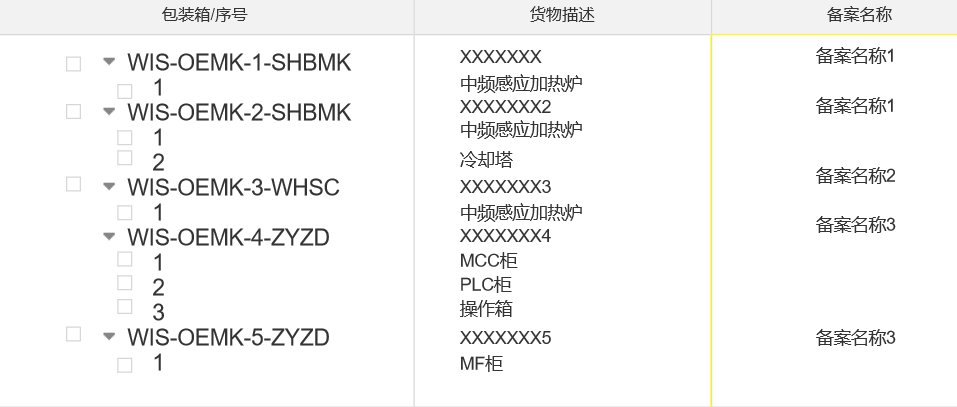 包装箱/序号 货物描述 备案名称
WIS-OEMK-1-SHBMK XXXXXXX 备案名称1
1 中频感应加热炉
WIS-OEMK-2-SHBMK XXXXXXX2 备案名称1
1 中频感应加热炉
2 冷却塔
WIS-OEMK-3-WHSC XXXXXXX3 备案名称2
1 中频感应加热炉
WIS-OEMK-4-ZYZD XXXXXXX4 备案名称3
1 MCC柜
2 PLC柜
3 操作箱
WIS-OEMK-5-ZYZD XXXXXXX5 备案名称3
1 MF柜